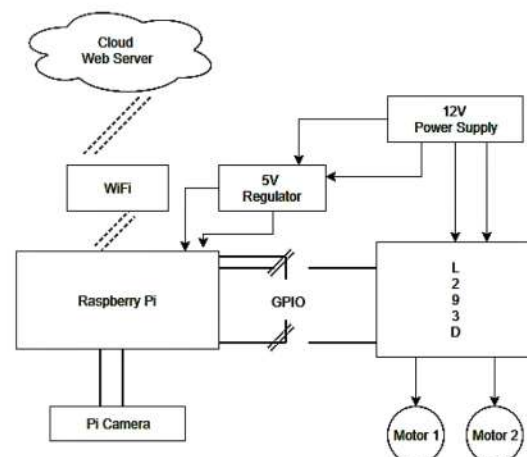 Cloud
Web Server
12V
Power Supply
WiFi
5V
Regulator
Raspberry Pi
GPIO
L
2
9
3
D
Pi Camera
Motor 1
Motor 2